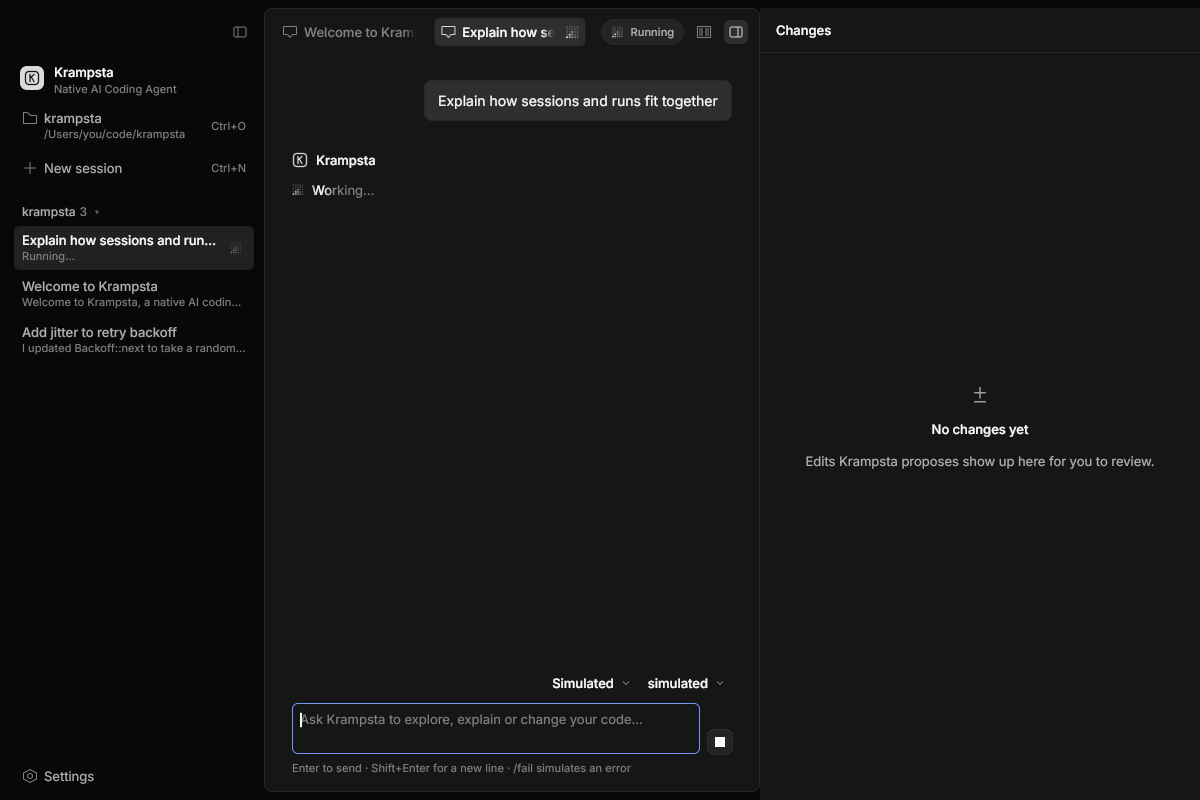 Krampsta
Native AI Coding Agent
krampsta
/Users/you/code/krampsta
Ctrl+O
New session
Ctrl+N
krampsta 3
Explain how sessions and run...
Running...
Welcome to Krampsta
Welcome to Krampsta, a native AI codin...
Add jitter to retry backoff
I updated Backoff::next to take a random...
Settings
Welcome to Kram
Explain how se
Running
Explain how sessions and runs fit together
K Krampsta
Working...
Simulated
simulated
Ask Krampsta to explore, explain or change your code...
Enter to send · Shift+Enter for a new line · /fail simulates an error
Changes
No changes yet
Edits Krampsta proposes show up here for you to review.